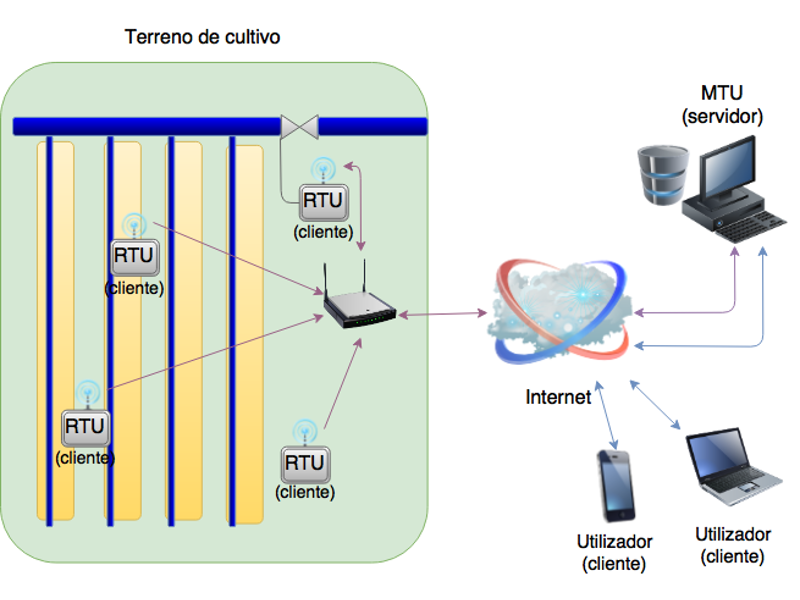 Terreno de cultivo
MTU
(servidor)
RTU
(cliente)
RTU
(cliente)
RTU
(cliente)
RTU
(cliente)
Internet
Utilizador
(cliente)
Utilizador
(cliente)